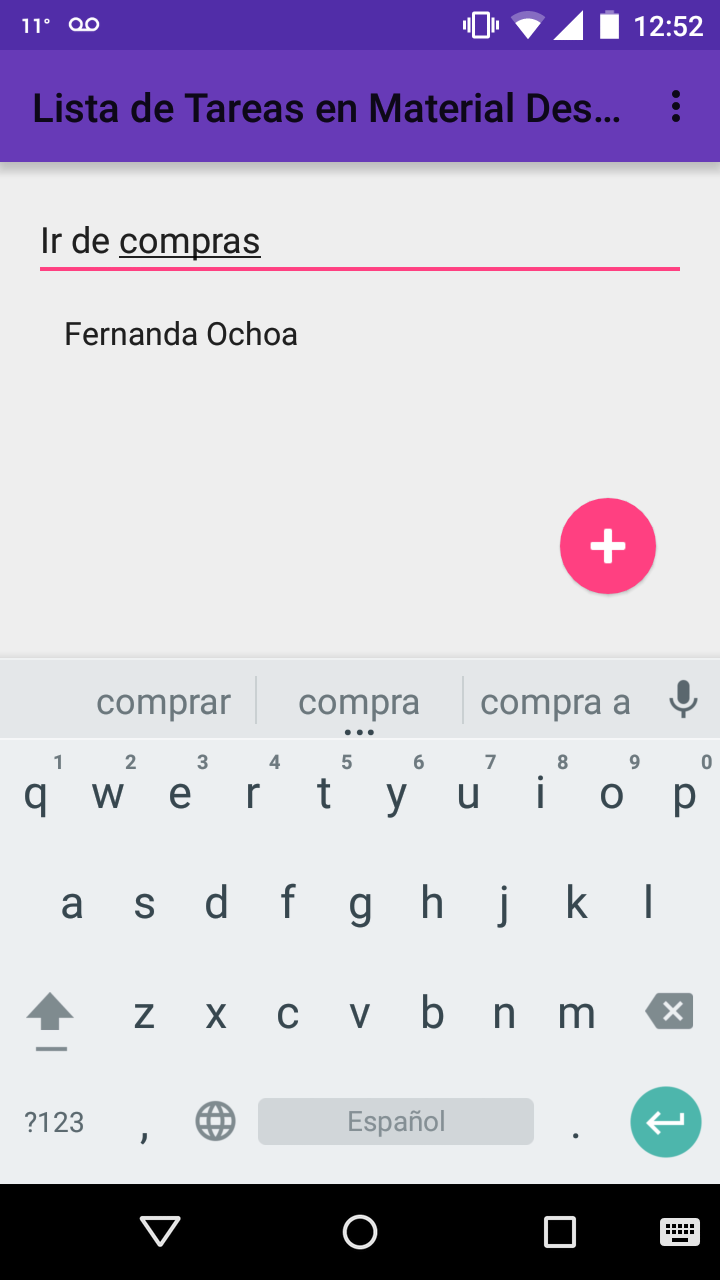 11° 12:52
Lista de Tareas en Material Des...
Ir de compras
Fernanda Ochoa
comprar compra compra a
1 2 3 4 5 6 7 8 9 0
q w e r t y u i o p
a s d f g h j k l
z x c v b n m
?123 , Español .